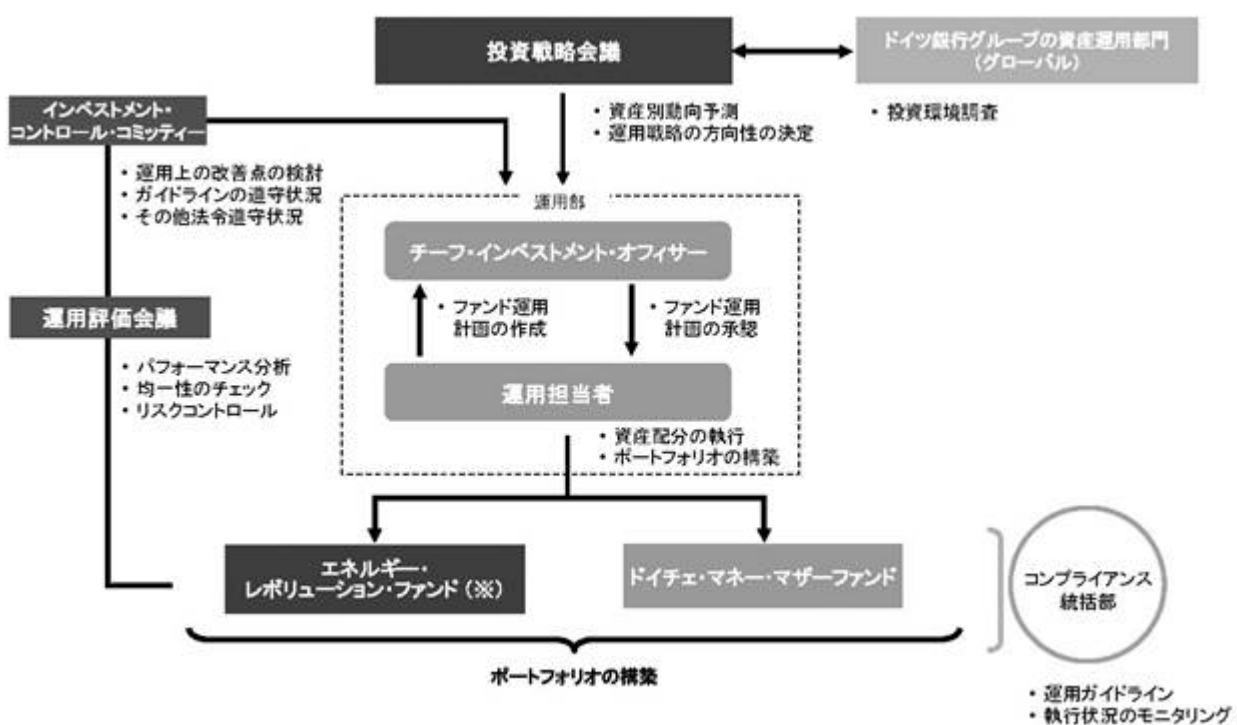 投資戦略会議
ドイツ銀行グループの資産運用部門
(グローバル)
・投資環境調査
・資産別動向予測
・運用戦略の方向性の決定
インベストメント・
コントロール・コミッティー
・運用上の改善点の検討
・ガイドラインの遵守状況
・その他法令遵守状況
運用部
チーフ・インベストメント・オフィサー
・ファンド運用
計画の作成
・ファンド運用
計画の承認
運用評価会議
・パフォーマンス分析
・均一性のチェック
・リスクコントロール
運用担当者
・資産配分の執行
・ポートフォリオの構築
エネルギー・
レボリューション・ファンド(※)
ドイチェ・マネー・マザーファンド
コンプライアンス
統括部
ポートフォリオの構築
・運用ガイドライン
・執行状況のモニタリング